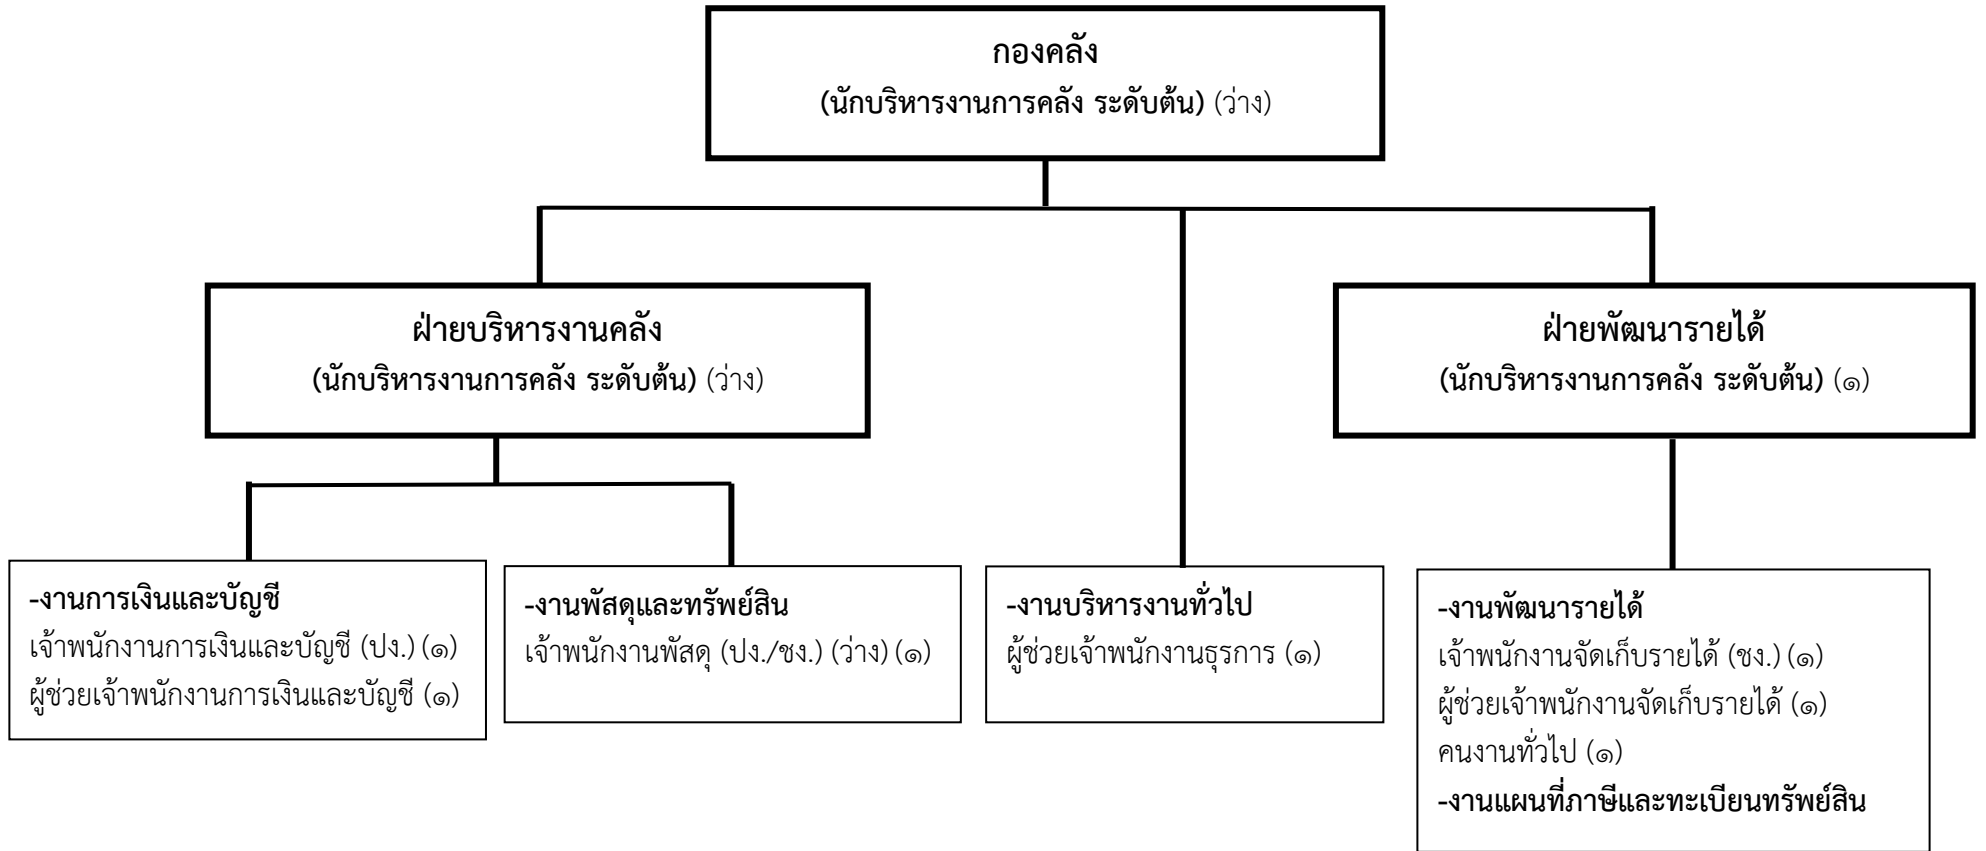 กองคลัง
(นักบริหารงานการคลัง ระดับต้น) (ว่าง)
ฝ่ายบริหารงานคลัง
(นักบริหารงานการคลัง ระดับต้น) (ว่าง)
ฝ่ายพัฒนารายได้
(นักบริหารงานการคลัง ระดับต้น) (๑)
-งานการเงินและบัญชี
เจ้าพนักงานการเงินและบัญชี (ปง.) (๑)
ผู้ช่วยเจ้าพนักงานการเงินและบัญชี (๑)
-งานพัสดุและทรัพย์สิน
เจ้าพนักงานพัสดุ (ปง./ชง.) (ว่าง) (๑)
-งานบริหารงานทั่วไป
ผู้ช่วยเจ้าพนักงานธุรการ (๑)
-งานพัฒนารายได้
เจ้าพนักงานจัดเก็บรายได้ (ชง.) (๑)
ผู้ช่วยเจ้าพนักงานจัดเก็บรายได้ (๑)
คนงานทั่วไป (๑)
-งานแผนที่ภาษีและทะเบียนทรัพย์สิน